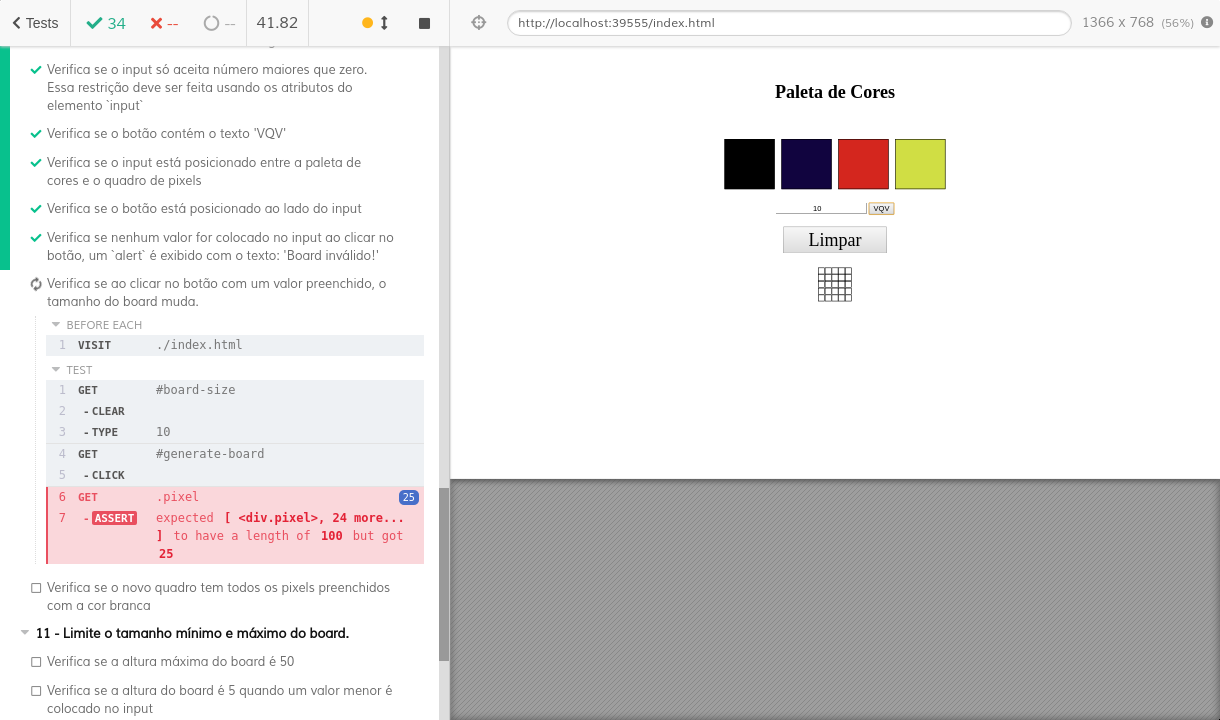 Tests
34
--
--
41.82
http://localhost:39555/index.html
1366 x 768 (56%)
Verifica se o input só aceita número maiores que zero.
Essa restrição deve ser feita usando os atributos do
elemento `input`
Verifica se o botão contém o texto 'VQV'
Verifica se o input está posicionado entre a paleta de
cores e o quadro de pixels
Verifica se o botão está posicionado ao lado do input
Verifica se nenhum valor for colocado no input ao clicar no
botão, um `alert` é exibido com o texto: 'Board inválido!'
Verifica se ao clicar no botão com um valor preenchido, o
tamanho do board muda.
BEFORE EACH
1 VISIT ./index.html
TEST
1 GET #board-size
2 -CLEAR
3 -TYPE 10
4 GET #generate-board
5 -CLICK
6 GET .pixel 25
7 -ASSERT expected [ <div.pixel>, 24 more...
] to have a length of 100 but got
25
Verifica se o novo quadro tem todos os pixels preenchidos
com a cor branca
11 - Limite o tamanho mínimo e máximo do board.
Verifica se a altura máxima do board é 50
Verifica se a altura do board é 5 quando um valor menor é
colocado no input
Paleta de Cores
10 VQV
Limpar